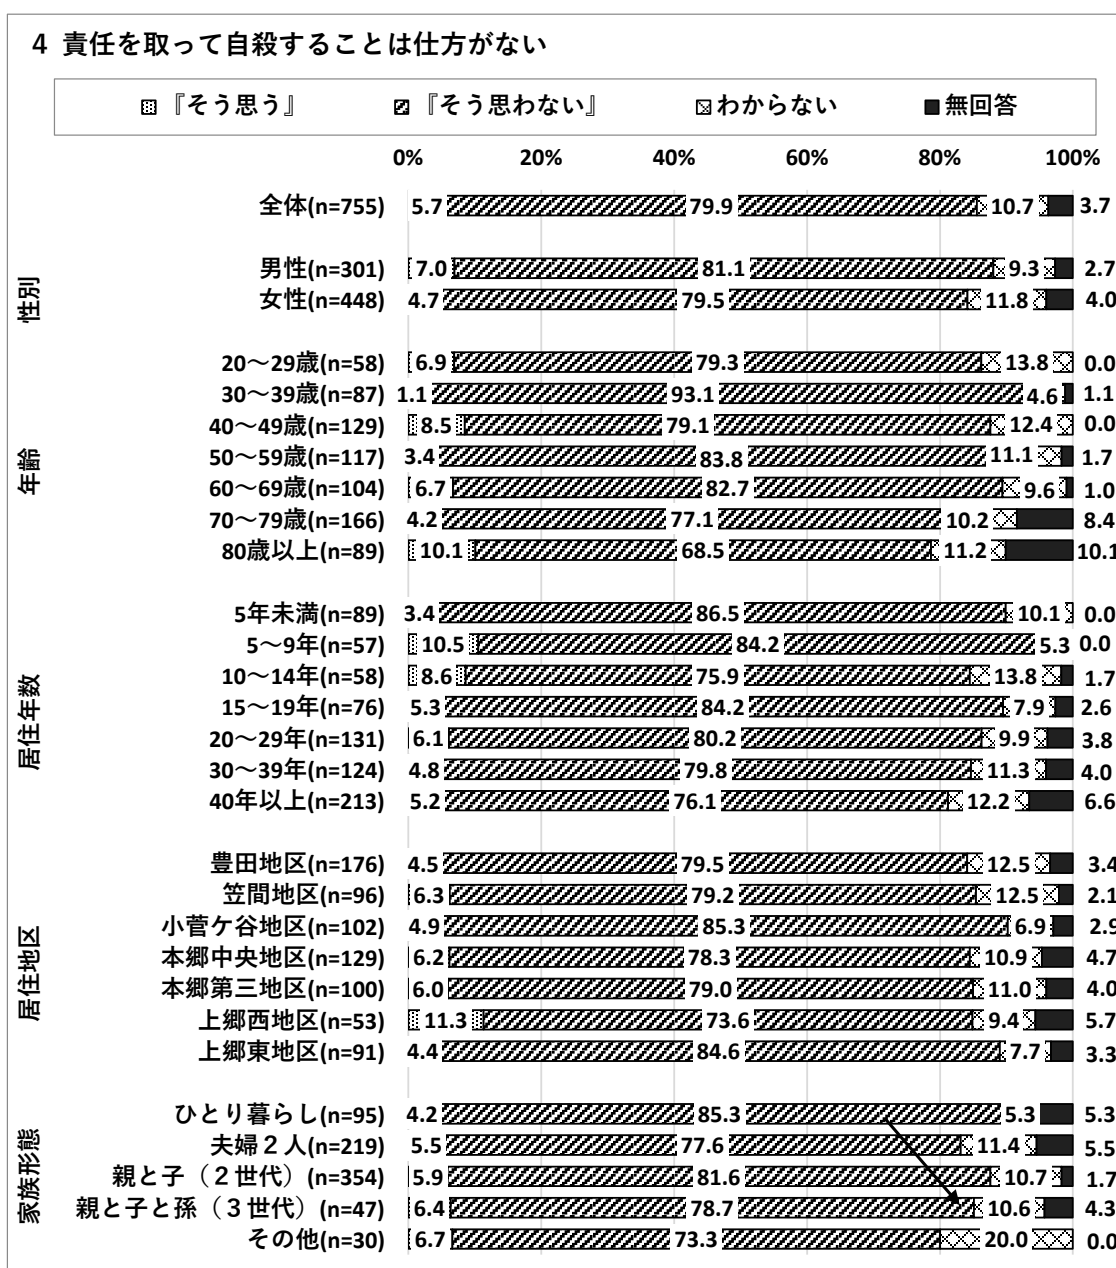 4 責任を取って自殺することは仕方がない
『そう思う』 『そう思わない』 わからない 無回答
0% 20% 40% 60% 80% 100%
全体(n=755) 5.7 79.9 10.7 3.7
性別
男性(n=301) 7.0 81.1 9.3 2.7
女性(n=448) 4.7 79.5 11.8 4.0
年齢
20～29歳(n=58) 6.9 79.3 13.8 0.0
30～39歳(n=87) 1.1 93.1 4.6 1.1
40～49歳(n=129) 8.5 79.1 12.4 0.0
50～59歳(n=117) 3.4 83.8 11.1 1.7
60～69歳(n=104) 6.7 82.7 9.6 1.0
70～79歳(n=166) 4.2 77.1 10.2 8.4
80歳以上(n=89) 10.1 68.5 11.2 10.1
居住年数
5年未満(n=89) 3.4 86.5 10.1 0.0
5～9年(n=57) 10.5 84.2 5.3 0.0
10～14年(n=58) 8.6 75.9 13.8 1.7
15～19年(n=76) 5.3 84.2 7.9 2.6
20～29年(n=131) 6.1 80.2 9.9 3.8
30～39年(n=124) 4.8 79.8 11.3 4.0
40年以上(n=213) 5.2 76.1 12.2 6.6
居住地区
豊田地区(n=176) 4.5 79.5 12.5 3.4
笠間地区(n=96) 6.3 79.2 12.5 2.1
小菅ケ谷地区(n=102) 4.9 85.3 6.9 2.9
本郷中央地区(n=129) 6.2 78.3 10.9 4.7
本郷第三地区(n=100) 6.0 79.0 11.0 4.0
上郷西地区(n=53) 11.3 73.6 9.4 5.7
上郷東地区(n=91) 4.4 84.6 7.7 3.3
家族形態
ひとり暮らし(n=95) 4.2 85.3 5.3 5.3
夫婦２人(n=219) 5.5 77.6 11.4 5.5
親と子（２世代）(n=354) 5.9 81.6 10.7 1.7
親と子と孫（３世代）(n=47) 6.4 78.7 10.6 4.3
その他(n=30) 6.7 73.3 20.0 0.0